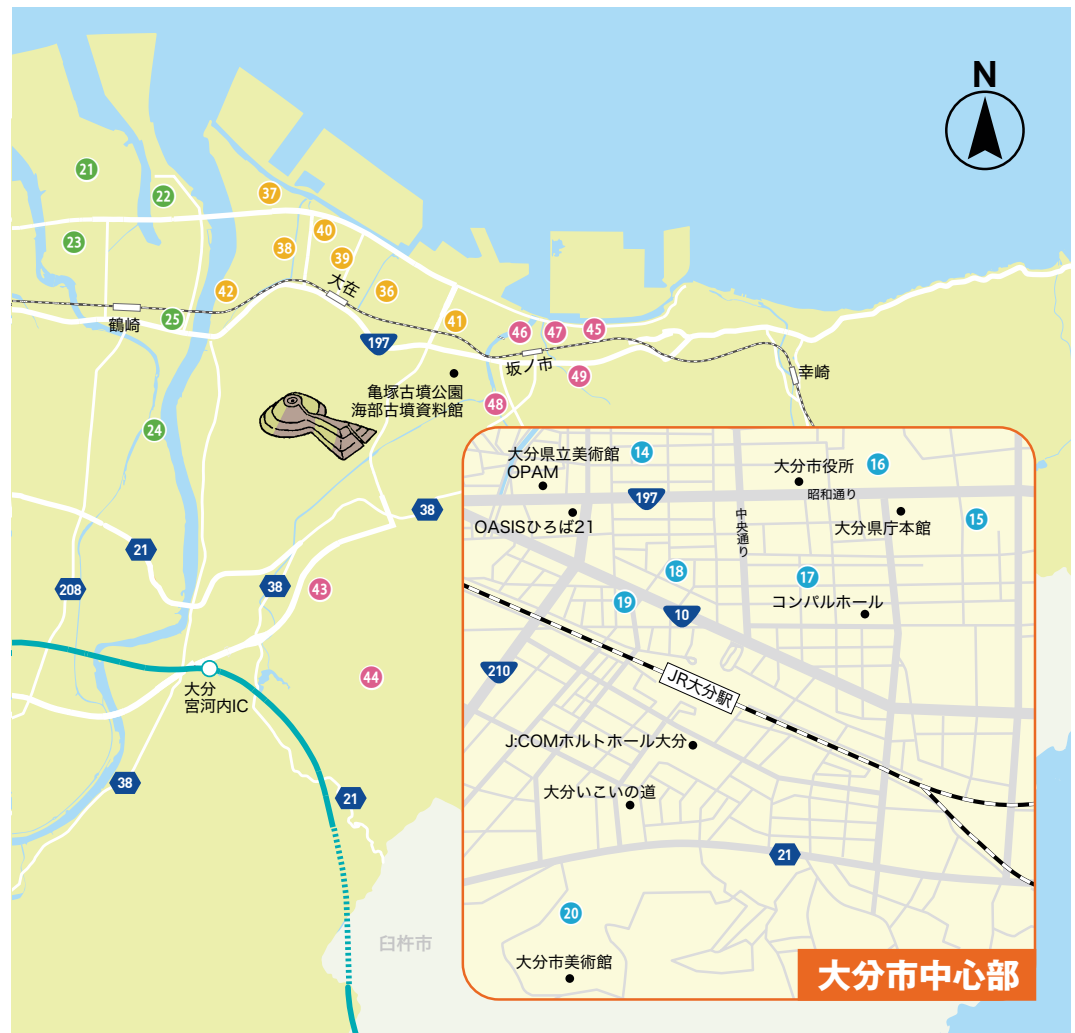 N
21
22
37
23
38
40
39
大在
36
42
25
鶴崎
41
46
47
45
197
坂ノ市
49
幸崎
亀塚古墳公園
海部古墳資料館
48
24
38
21
38
208
43
44
大分
宮河内IC
38
21
臼杵市
大分県立美術館
OPAM
14
大分市役所
16
昭和通り
197
OASISひろば21
中央通り
大分県庁本館
15
18
17
19
コンパルホール
10
210
JR大分駅
J:COMホルトホール大分
大分いこいの道
21
20
大分市美術館
大分市中心部